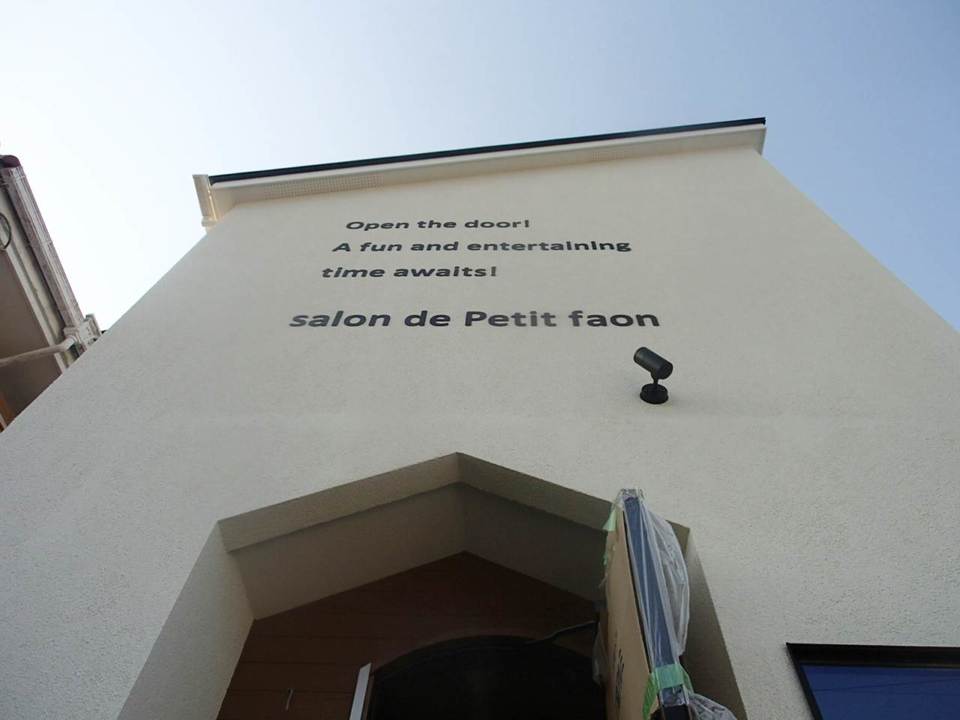 Open the door!
A fun and entertaining
time awaits!
salon de Petit faon